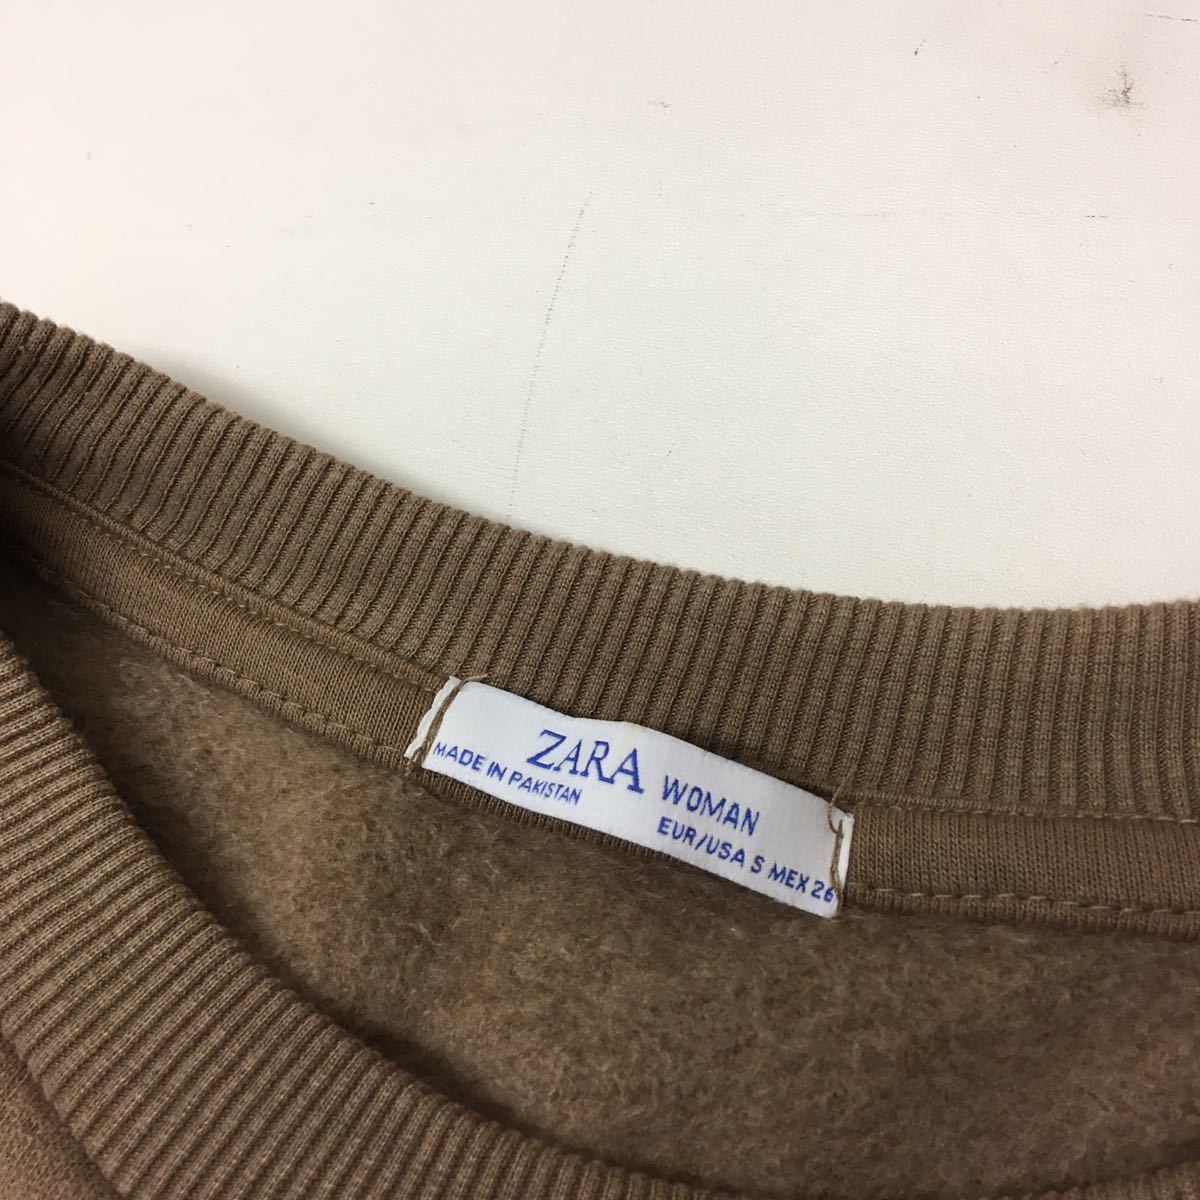 ZARA WOMAN
MADE IN PAKISTAN
EUR/USA S MEX 26